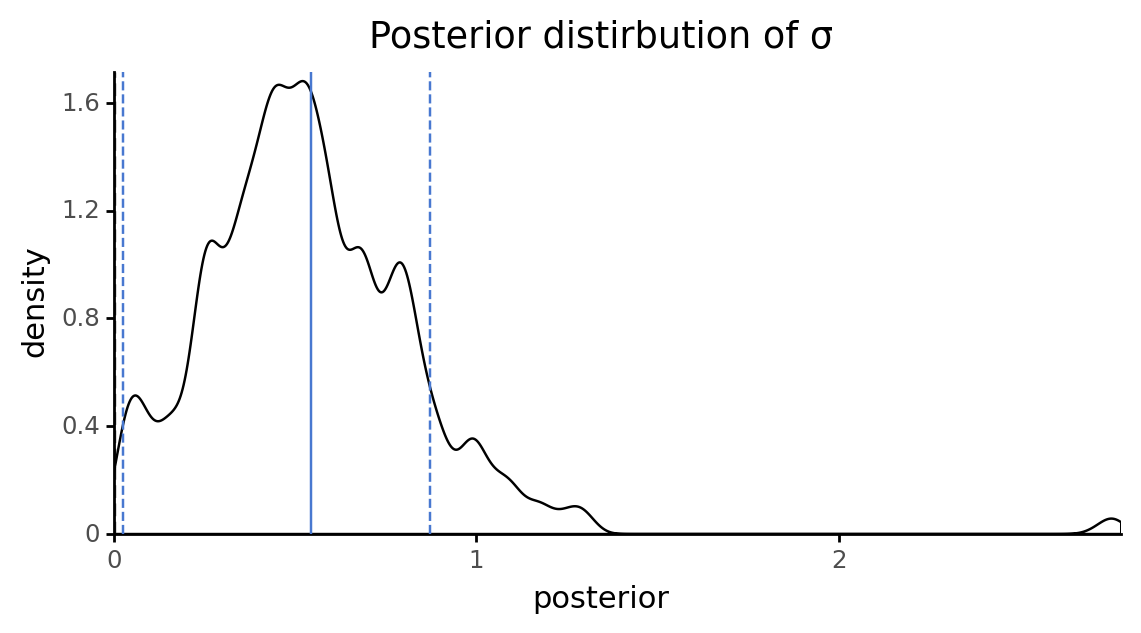 Posterior distirbution of σ
1.6
1.2
0.8
0.4
0
0
1
2
density
posterior